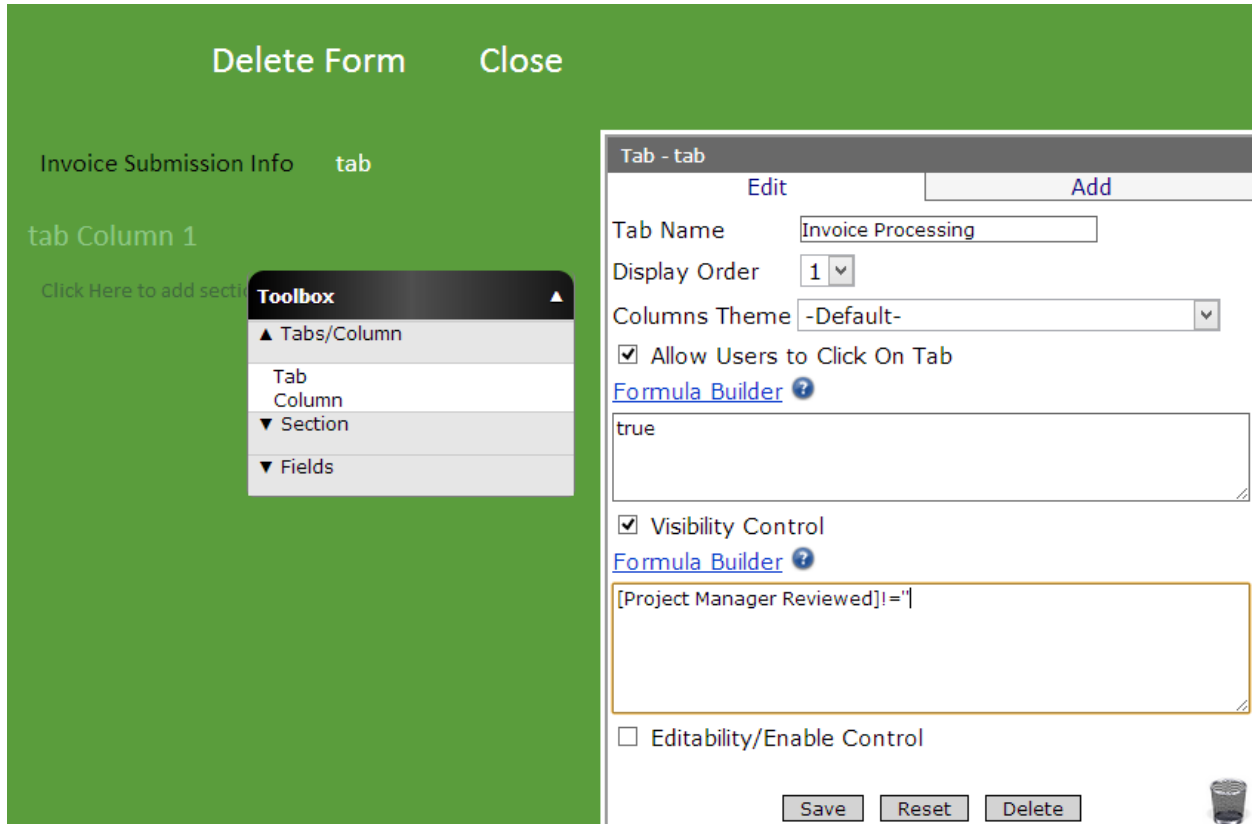 Delete Form Close
Invoice Submission Info tab
tab Column 1
Click Here to add secti
Toolbox ▲
▲ Tabs/Column
Tab
Column
▼ Section
▼ Fields
Tab - tab
Edit Add
Tab Name Invoice Processing
Display Order 1
Columns Theme -Default-
Allow Users to Click On Tab
Formula Builder ?
true
Visibility Control
Formula Builder ?
[Project Manager Reviewed]!=''
Editability/Enable Control
Save Reset Delete